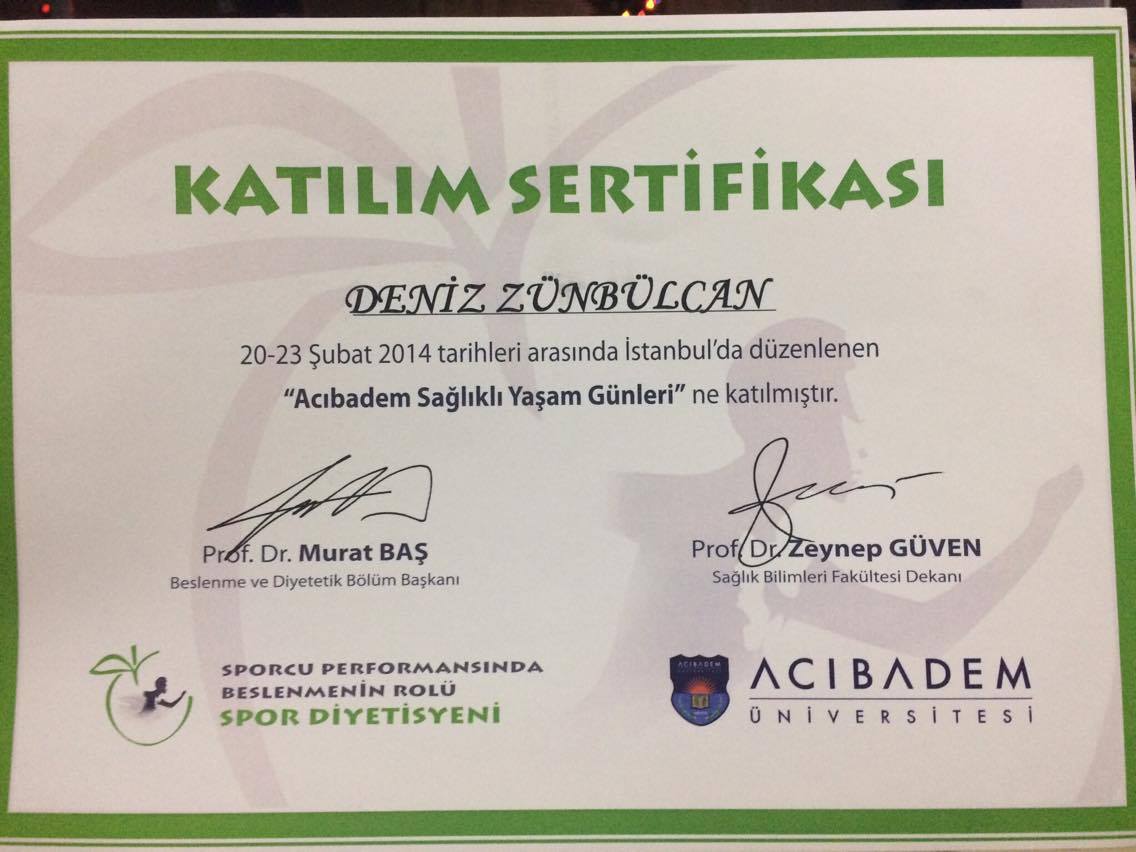 KATILIM SERTİFİKASI
DENİZ ZÜNBÜLCAN
20-23 Şubat 2014 tarihleri arasında İstanbul'da düzenlenen
“Acıbadem Sağlıklı Yaşam Günleri” ne katılmıştır.
Prof. Dr. Murat BAŞ
Beslenme ve Diyetetik Bölüm Başkanı
Prof. Dr. Zeynep GÜVEN
Sağlık Bilimleri Fakültesi Dekanı
SPORCU PERFORMANSINDA
BESLENMENİN ROLÜ
SPOR DİYETİSYENİ
ACIBADEM
ACIBADEM
ÜNİVERSİTESİ